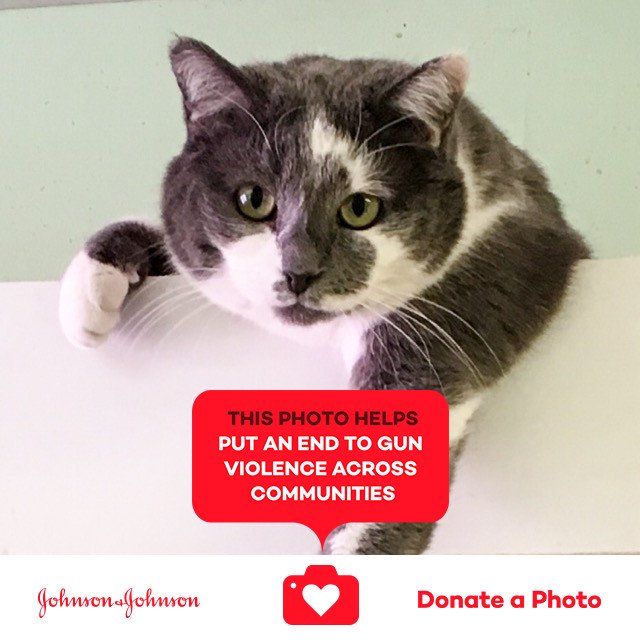 THIS PHOTO HELPS
PUT AN END TO GUN
VIOLENCE ACROSS
COMMUNITIES
Johnson & Johnson
Donate a Photo